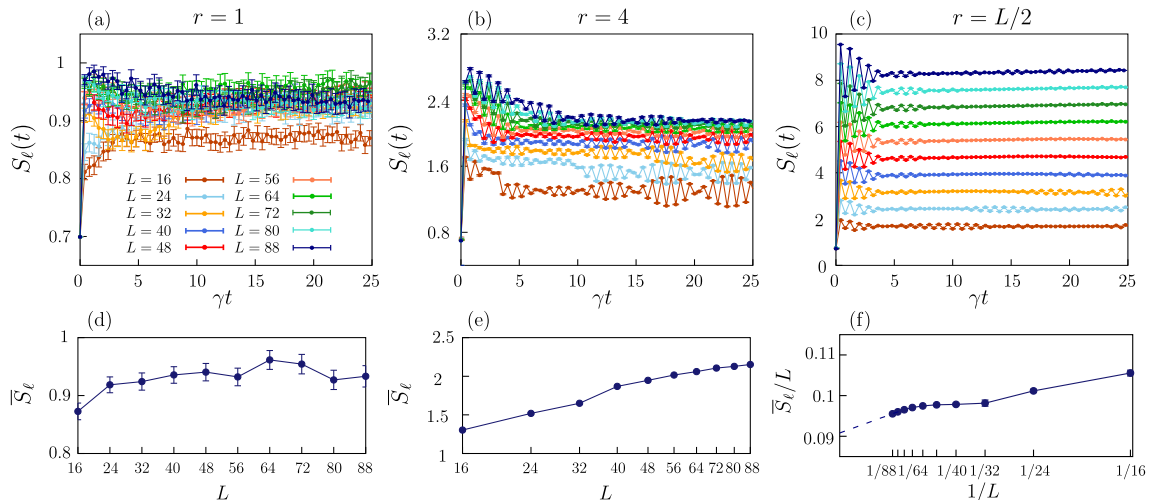 (a) r = 1
(b) r = 4
(c) r = L/2
S_ℓ(t)
1
0.9
0.8
0.7
L = 16 L = 56
L = 24 L = 64
L = 32 L = 72
L = 40 L = 80
L = 48 L = 88
0 5 10 15 20 25
γt
S_ℓ(t)
3.2
2.4
1.6
0.8
0 5 10 15 20 25
γt
S_ℓ(t)
10
8
6
4
2
0
0 5 10 15 20 25
γt
(d)
S̅_ℓ
1
0.9
0.8
16 24 32 40 48 56 64 72 80 88
L
(e)
S̅_ℓ
2.5
2
1.5
1
16 24 32 40 48 56 64 72 80 88
L
(f)
S̅_ℓ/L
0.11
0.1
0.09
1/88 1/64 1/40 1/32 1/24 1/16
1/L